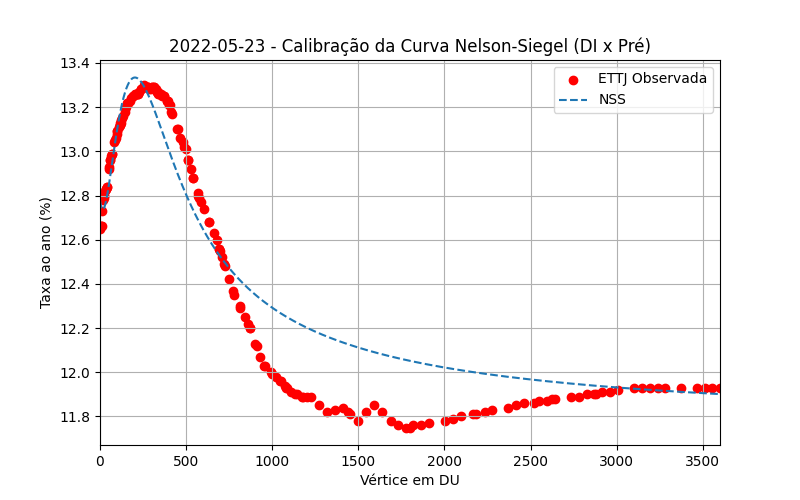 2022-05-23 - Calibração da Curva Nelson-Siegel (DI x Pré)
ETTJ Observada
NSS
Taxa ao ano (%)
13.4
13.2
13.0
12.8
12.6
12.4
12.2
12.0
11.8
0 500 1000 1500 2000 2500 3000 3500
Vértice em DU